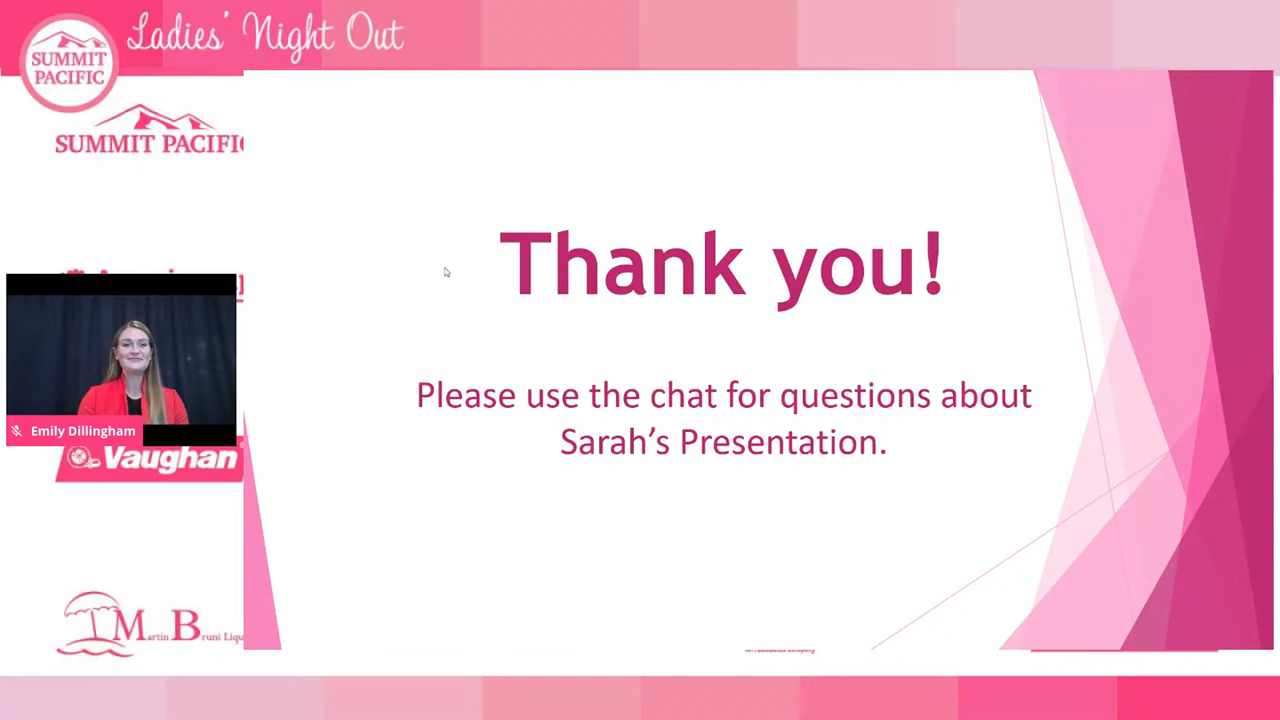 Ladies' Night Out
SUMMIT
PACIFIC
SUMMIT PACIFIC
Thank you!
Please use the chat for questions about
Sarah's Presentation.
Emily Dillingham
Vaughan
Martin Bruni Liqu